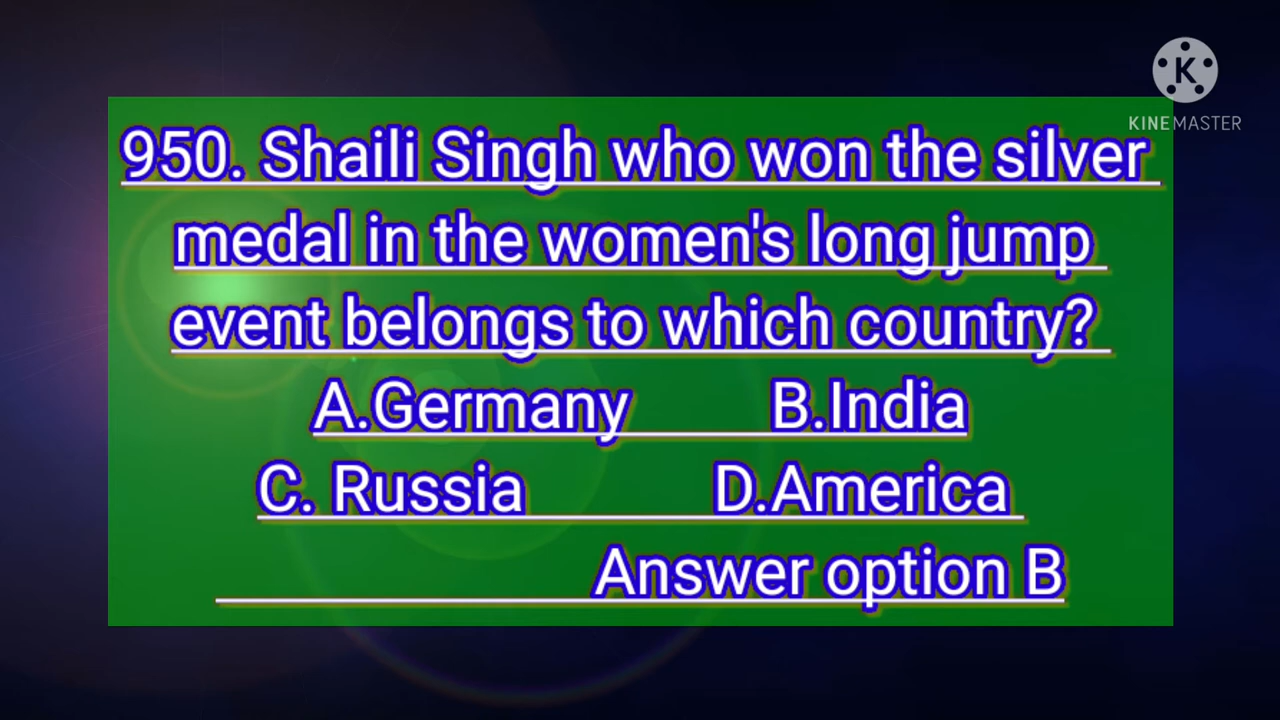 K
KINEMASTER
950. Shaili Singh who won the silver
medal in the women's long jump
event belongs to which country?
A.Germany B.India
C. Russia D.America
Answer option B